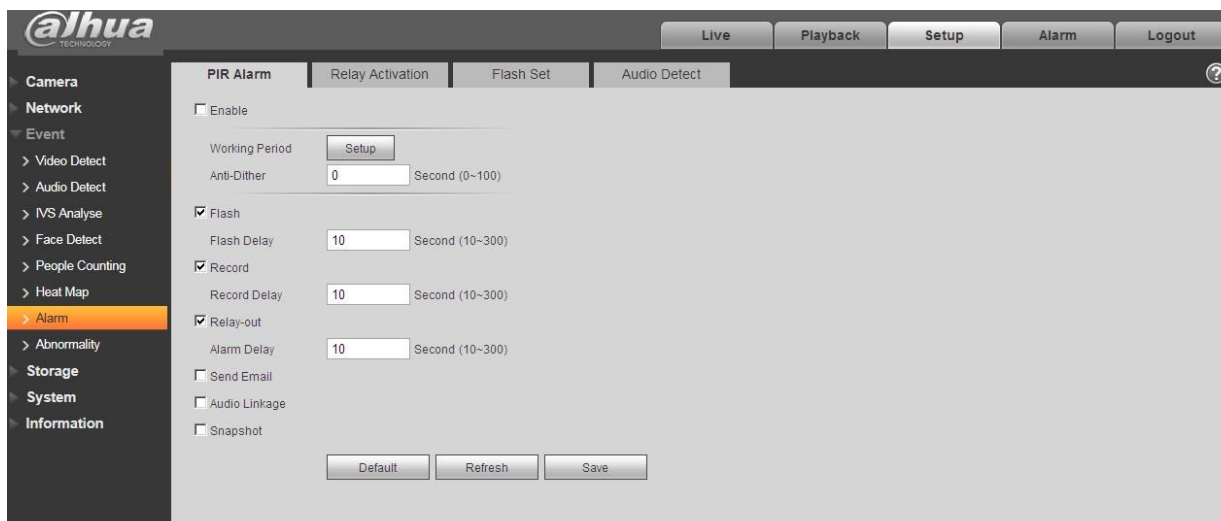 alhua
TECHNOLOGY
Live Playback Setup Alarm Logout
Camera
Network
Event
Video Detect
Audio Detect
IVS Analyse
Face Detect
People Counting
Heat Map
Alarm
Abnormality
Storage
System
Information
PIR Alarm Relay Activation Flash Set Audio Detect
?
Enable
Working Period Setup
Anti-Dither 0 Second (0~100)
Flash
Flash Delay 10 Second (10~300)
Record
Record Delay 10 Second (10~300)
Relay-out
Alarm Delay 10 Second (10~300)
Send Email
Audio Linkage
Snapshot
Default Refresh Save